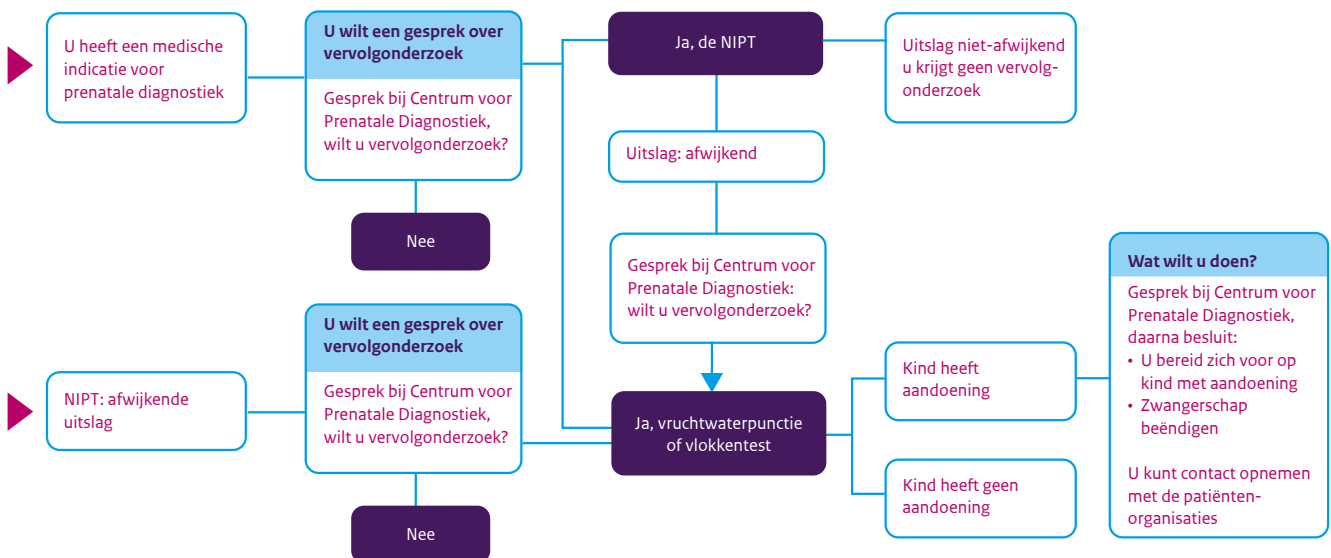 U heeft een medische
indicatie voor
prenatale diagnostiek
U wilt een gesprek over
vervolgonderzoek
Gesprek bij Centrum voor
Prenatale Diagnostiek,
wilt u vervolgonderzoek?
Nee
Ja, de NIPT
Uitslag niet-afwijkend
u krijgt geen vervolg-
onderzoek
Uitslag: afwijkend
Gesprek bij Centrum voor
Prenatale Diagnostiek:
wilt u vervolgonderzoek?
NIPT: afwijkende
uitslag
U wilt een gesprek over
vervolgonderzoek
Gesprek bij Centrum voor
Prenatale Diagnostiek,
wilt u vervolgonderzoek?
Nee
Ja, vruchtwaterpunctie
of vlokkentest
Kind heeft
aandoening
Kind heeft geen
aandoening
Wat wilt u doen?
Gesprek bij Centrum voor
Prenatale Diagnostiek,
daarna besluit:
• U bereid zich voor op
kind met aandoening
• Zwangerschap
beëndigen
U kunt contact opnemen
met de patiënten-
organisaties